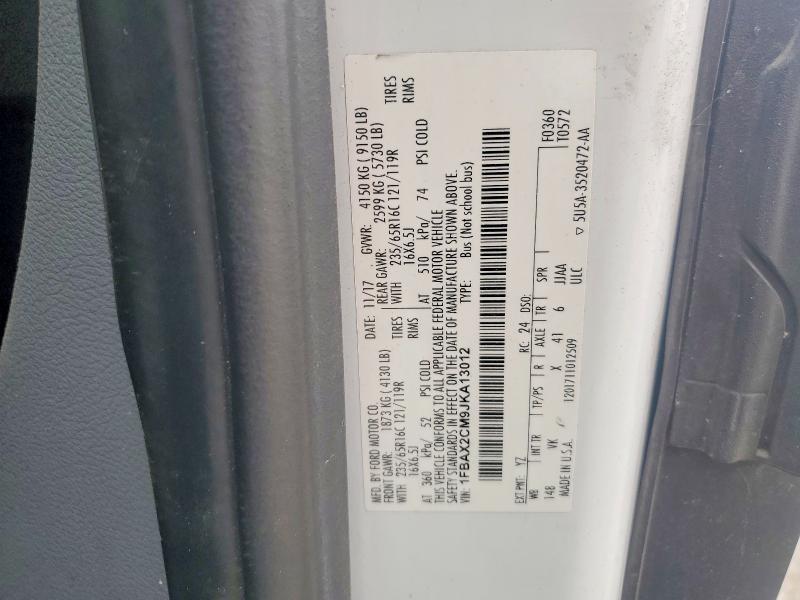 MFD. BY FORD MOTOR CO.
DATE: 11/17 GVWR: 4150 KG ( 9150 LB)
FRONT GAWR: 1873 KG ( 4130 LB) REAR GAWR: 2599 KG ( 5730 LB)
WITH 235/65R16C 121/119R TIRES WITH 235/65R16C 121/119R TIRES
16X6.5J RIMS 16X6.5J RIMS
AT 360 kPa/ 52 PSI COLD AT 510 kPa/ 74 PSI COLD
THIS VEHICLE CONFORMS TO ALL APPLICABLE FEDERAL MOTOR VEHICLE
SAFETY STANDARDS IN EFFECT ON THE DATE OF MANUFACTURE SHOWN ABOVE.
VIN: 1FBAX2CM9JKA13012 TYPE: Bus (Not school bus)
EXT PNT: YZ RC: 24 DSO: F0360
WB INT TR TP/PS R AXLE TR SPR T0572
148 VK X 41 6 JJAA
MADE IN U.S.A. 1201711012509 ULC ▽ 5U5A-3520472-AA